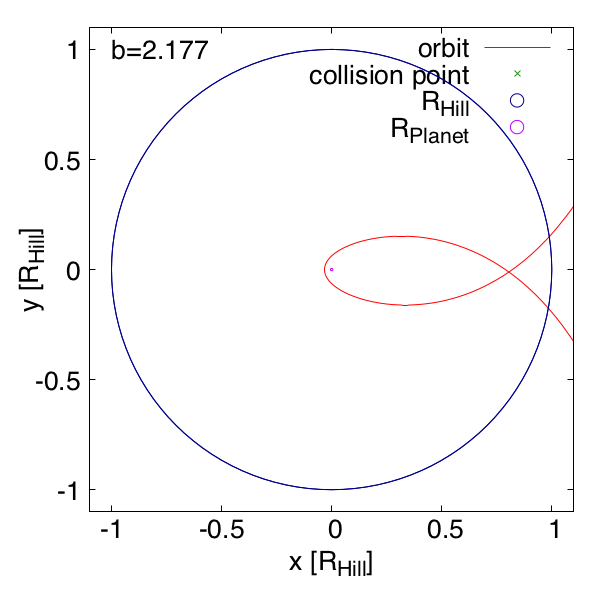 b=2.177
orbit
collision point
R_Hill
R_Planet
1
0.5
0
-0.5
-1
y [R_Hill]
-1
-0.5
0
0.5
1
x [R_Hill]